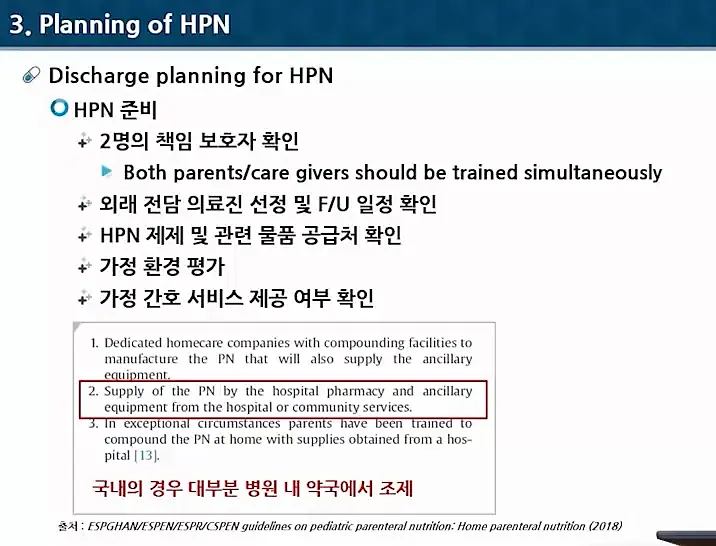 3. Planning of HPN
Discharge planning for HPN
HPN 준비
2명의 책임 보호자 확인
Both parents/care givers should be trained simultaneously
외래 전담 의료진 선정 및 F/U 일정 확인
HPN 제제 및 관련 물품 공급처 확인
가정 환경 평가
가정 간호 서비스 제공 여부 확인
1. Dedicated homecare companies with compounding facilities to
manufacture the PN that will also supply the ancillary
equipment.
2. Supply of the PN by the hospital pharmacy and ancillary
equipment from the hospital or community services.
3. In exceptional circumstances parents have been trained to
compound the PN at home with supplies obtained from a hos-
pital [13].
국내의 경우 대부분 병원 내 약국에서 조제
출처 : ESPGHAN/ESPEN/ESPR/CSPEN guidelines on pediatric parenteral nutrition: Home parenteral nutrition (2018)